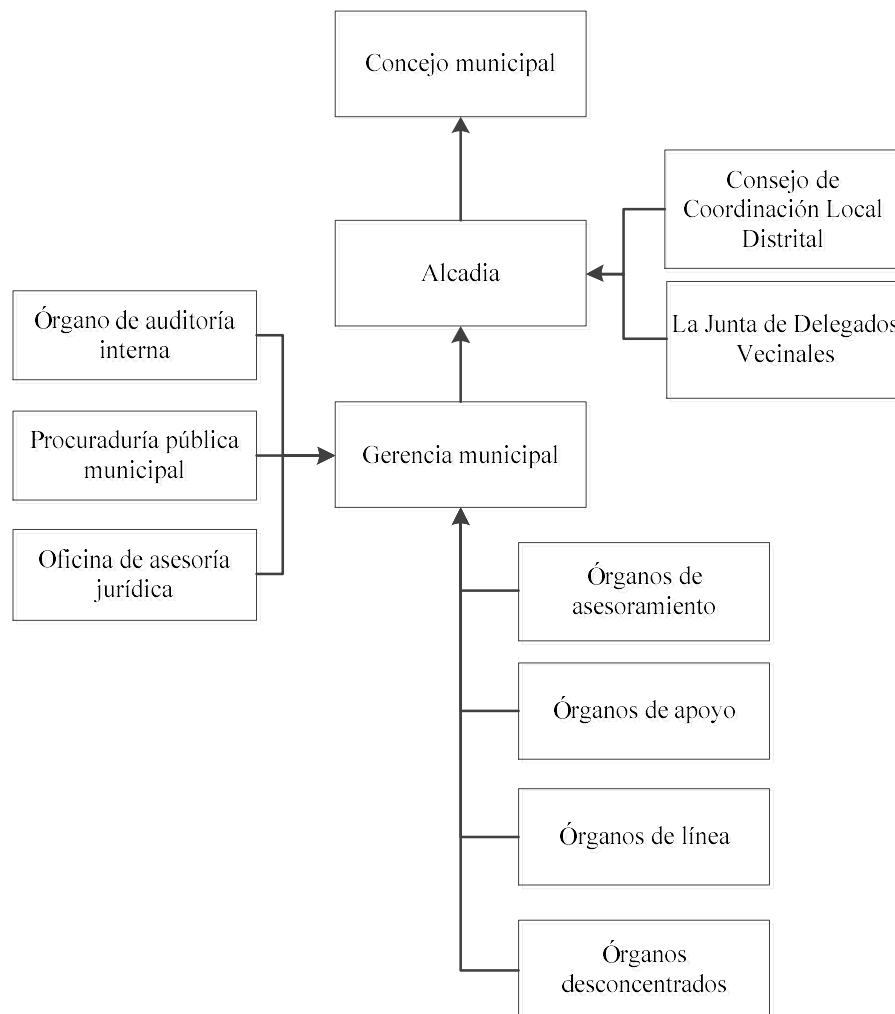 Concejo municipal
Consejo de
Coordinación Local
Distrital
Alcadia
La Junta de Delegados
Vecinales
Órgano de auditoría
interna
Procuraduría pública
municipal
Gerencia municipal
Oficina de asesoría
jurídica
Órganos de
asesoramiento
Órganos de apoyo
Órganos de línea
Órganos
desconcentrados